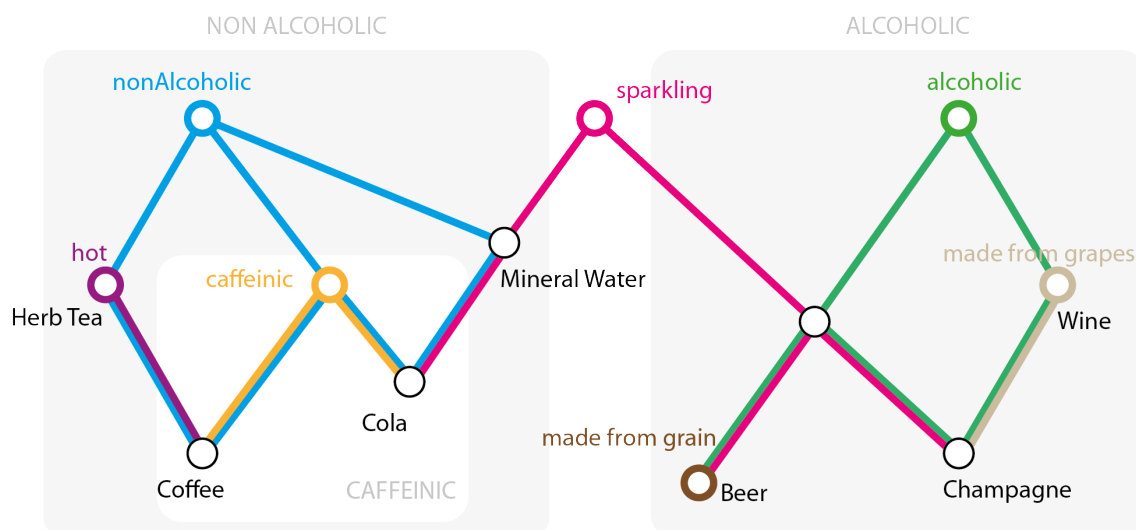 NON ALCOHOLIC
ALCOHOLIC
nonAlcoholic
sparkling
alcoholic
hot
caffeinic
Mineral Water
made from grapes
Herb Tea
Wine
Cola
made from grain
Coffee
CAFFEINIC
Beer
Champagne